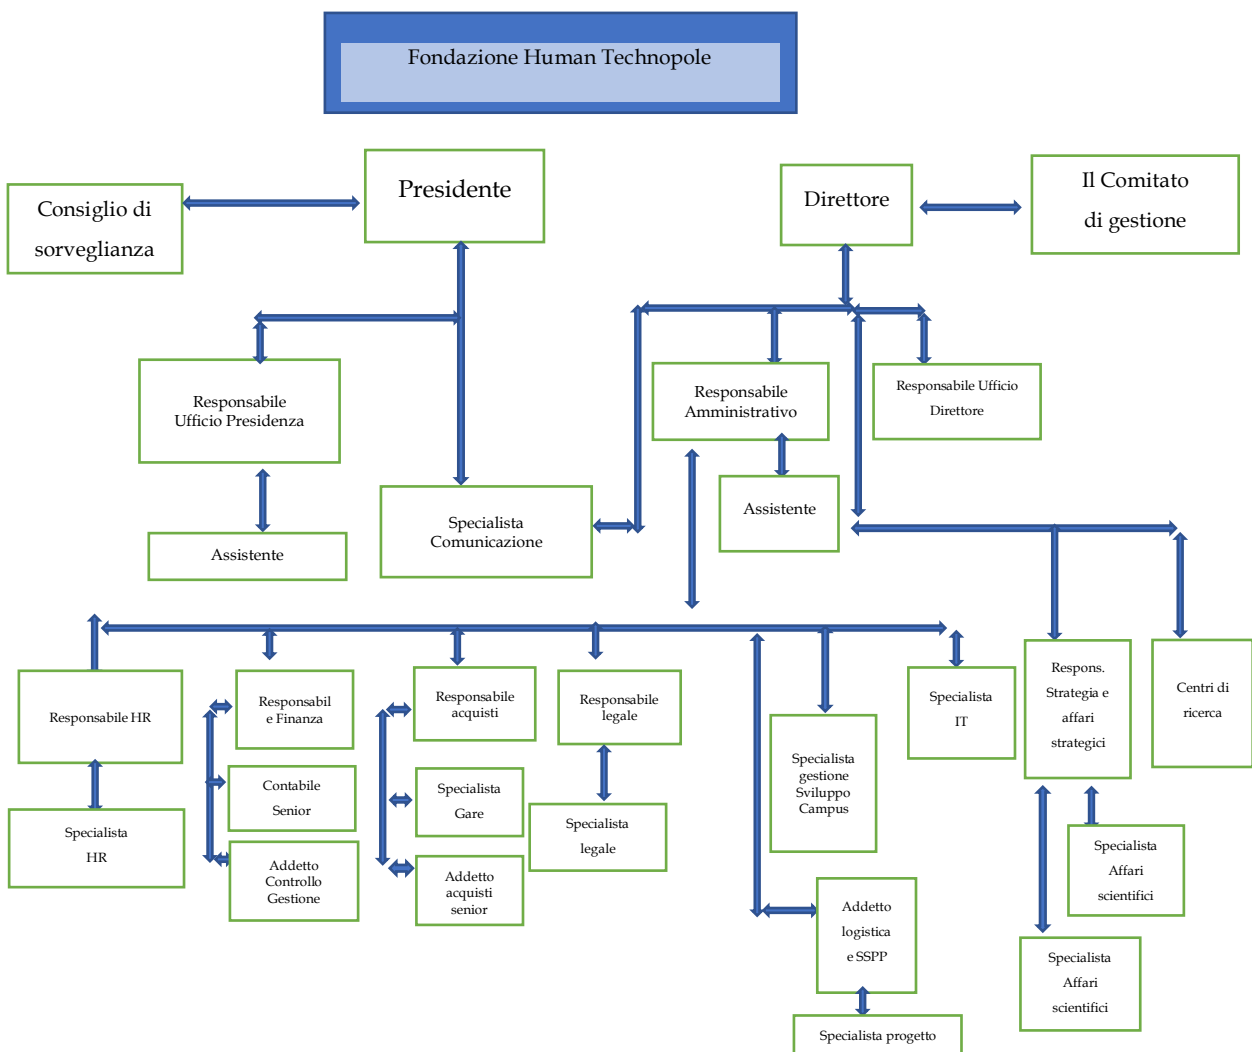 Fondazione Human Technopole
Presidente
Direttore
Il Comitato
di gestione
Consiglio di
sorveglianza
Responsabile
Ufficio Presidenza
Responsabile
Amministrativo
Responsabile Ufficio
Direttore
Assistente
Specialista
Comunicazione
Assistente
Responsabile HR
Responsabil
e Finanza
Responsabile
acquisti
Responsabile
legale
Specialista
IT
Respons.
Strategia e
affari
strategici
Centri di
ricerca
Specialista
gestione
Sviluppo
Campus
Contabile
Senior
Specialista
Gare
Specialista
HR
Specialista
legale
Addetto
Controllo
Gestione
Addetto
acquisti
senior
Specialista
Affari
scientifici
Addetto
logistica
e SSPP
Specialista
Affari
scientifici
Specialista progetto